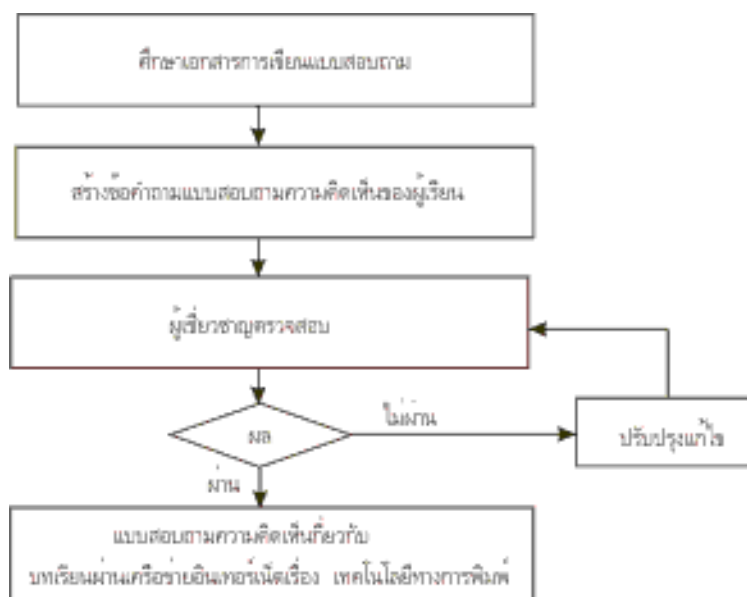 ศึกษาเอกสารการเขียนแบบสอบถาม
สร้างข้อคำถามแบบสอบถามความคิดเห็นของผู้เรียน
ผู้เชี่ยวชาญตรวจสอบ
ผล
ไม่ผ่าน
ปรับปรุงแก้ไข
ผ่าน
แบบสอบถามความคิดเห็นเกี่ยวกับ
บทเรียนผ่านเครือข่ายอินเทอร์เน็ตเรื่อง เทคโนโลยีทางการพิมพ์